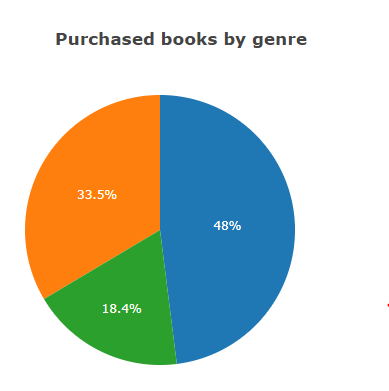 Purchased books by genre
33.5%
48%
18.4%